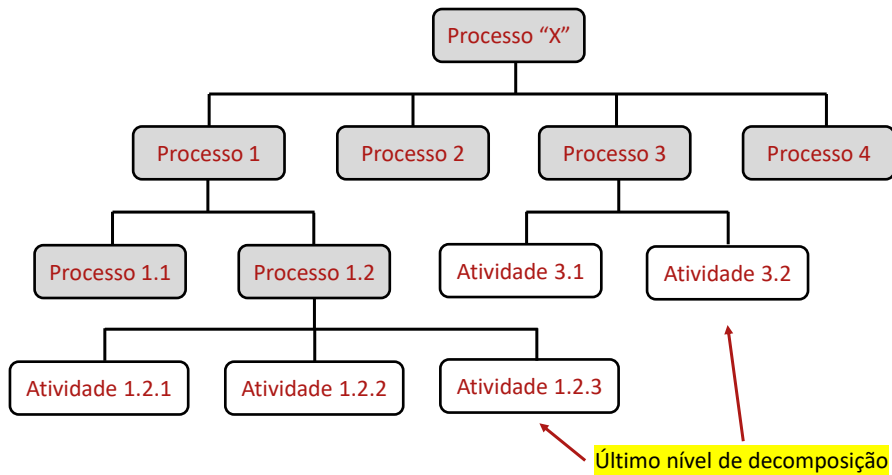 Processo “X”
Processo 1
Processo 2
Processo 3
Processo 4
Processo 1.1
Processo 1.2
Atividade 3.1
Atividade 3.2
Atividade 1.2.1
Atividade 1.2.2
Atividade 1.2.3
Último nível de decomposição